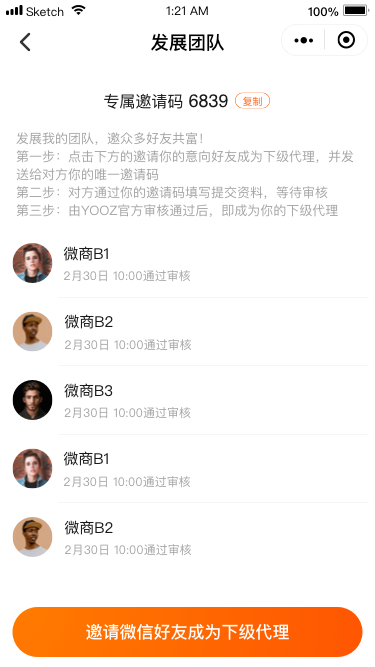 Sketch 1:21 AM 100%
发展团队
专属邀请码 6839 复制
发展我的团队，邀众多好友共富！
第一步：点击下方的邀请你的意向好友成为下级代理，并发
送给对方你的唯一邀请码
第二步：对方通过你的邀请码填写提交资料，等待审核
第三步：由YOOZ官方审核通过后，即成为你的下级代理
微商B1
2月30日 10:00通过审核
微商B2
2月30日 10:00通过审核
微商B3
2月30日 10:00通过审核
微商B1
2月30日 10:00通过审核
微商B2
2月30日 10:00通过审核
邀请微信好友成为下级代理